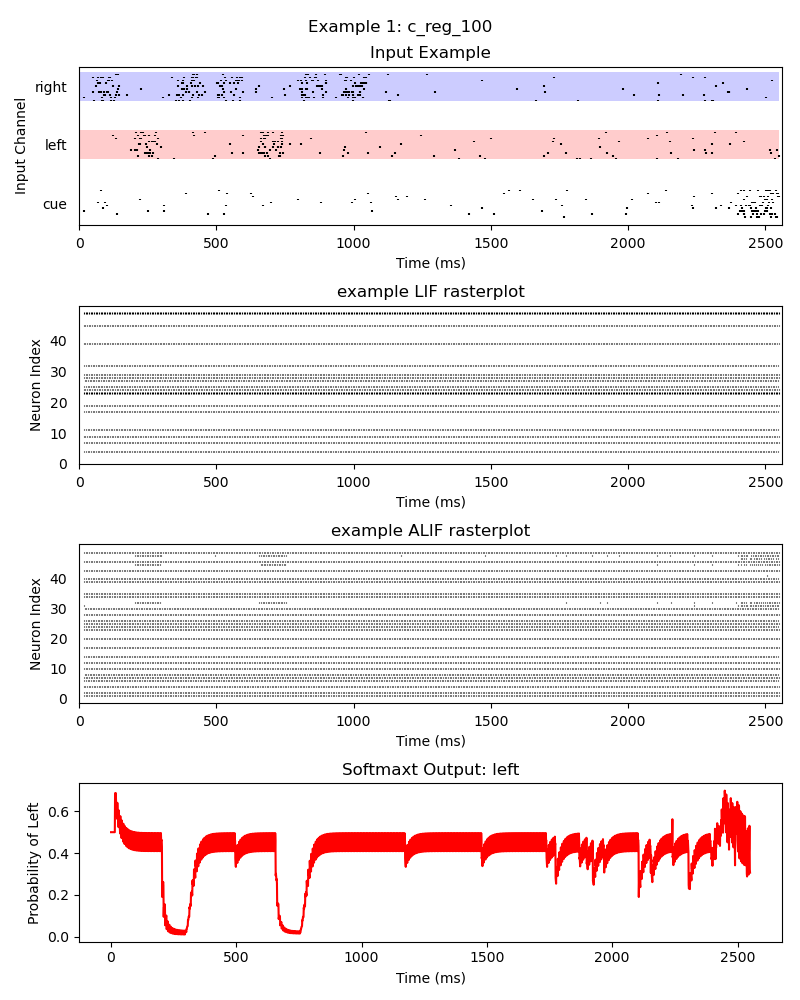 Example 1: c_reg_100
Input Example
Input Channel
right
left
cue
0 500 1000 1500 2000 2500
Time (ms)
example LIF rasterplot
Neuron Index
40
30
20
10
0
0 500 1000 1500 2000 2500
Time (ms)
example ALIF rasterplot
Neuron Index
40
30
20
10
0
0 500 1000 1500 2000 2500
Time (ms)
Softmaxt Output: left
Probability of Left
0.6
0.4
0.2
0.0
0 500 1000 1500 2000 2500
Time (ms)